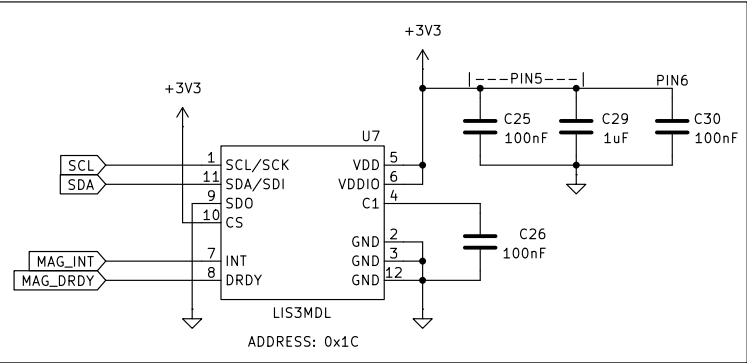 +3V3
+3V3
|---PIN5---|
PIN6
C25
100nF
C29
1uF
C30
100nF
U7
SCL
1
SCL/SCK
VDD
5
SDA
11
SDA/SDI
VDDIO
6
9
SDO
C1
4
10
CS
GND
2
C26
100nF
MAG_INT
7
INT
GND
3
MAG_DRDY
8
DRDY
GND
12
LIS3MDL
ADDRESS: 0x1C